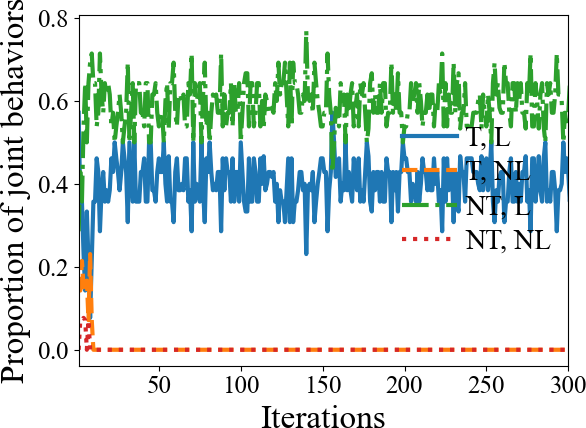 Proportion of joint behaviors
0.8
0.6
0.4
0.2
0.0
T, L
T, NL
NT, L
NT, NL
50
100
150
200
250
300
Iterations